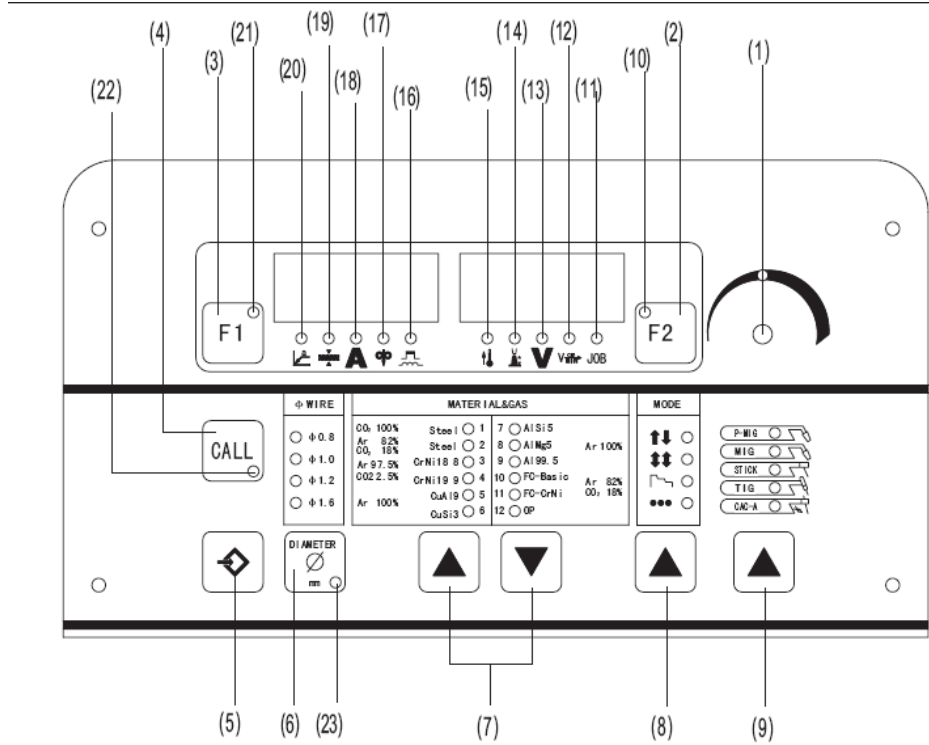 (4) (21) (19) (17) (14) (12) (2)
(3) (20) (18) (16) (15) (13) (11) (10) (1)
(22)
F1 F2
A V V JOB
Φ WIRE MATERIAL&GAS MODE
CALL
Φ0.8
Φ1.0
Φ1.2
Φ1.6
CO₂ 100% Steel 1
Ar 82% CO₂ 18% Steel 2
Ar 97.5% CrNi18 8 3
CO2 2.5% CrNi19 9 4
Ar 100% CuAl9 5
CuSi3 6
7 AlSi5
8 AlMg5 Ar 100%
9 Al99.5
10 FC-Basic Ar 82%
11 FC-CrNi CO₂ 18%
12 OP
P-MIG
MIG
STICK
TIG
CAC-A
DIAMETER
Ø
mm
(5) (6) (23) (7) (8) (9)